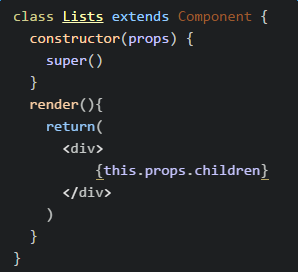 class Lists extends Component {
  constructor(props) {
    super()
  }
  render(){
    return(
      <div>
          {this.props.children}
      </div>
    )
  }
}